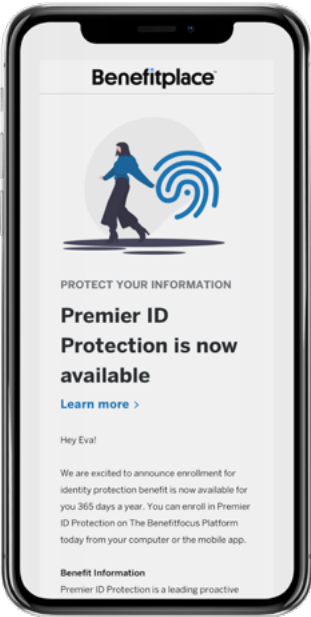 Benefitplace
PROTECT YOUR INFORMATION
Premier ID
Protection is now
available
Learn more >
Hey Eva!
We are excited to announce enrollment for
identity protection benefit is now available for
you 365 days a year. You can enroll in Premier
ID Protection on The Benefitfocus Platform
today from your computer or the mobile app.
Benefit Information
Premier ID Protection is a leading proactive